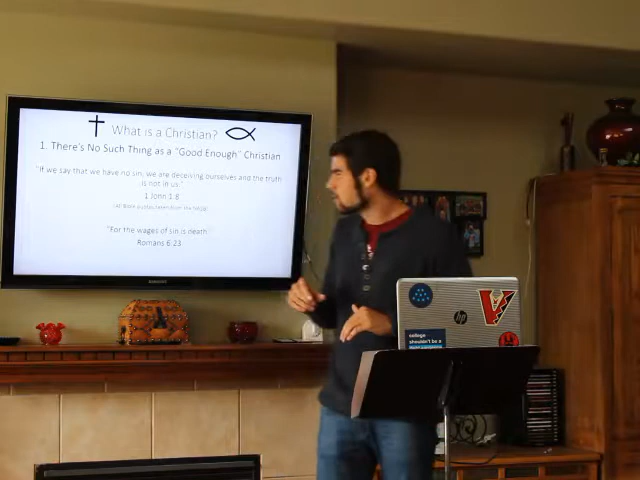 What is a Christian?
1. There's No Such Thing as a "Good Enough" Christian
"If we say that we have no sin, we are deceiving ourselves and the truth
is not in us."
1 John 1:8
"For the wages of sin is death."
Romans 6:23
hp
V
college
shouldn't be a